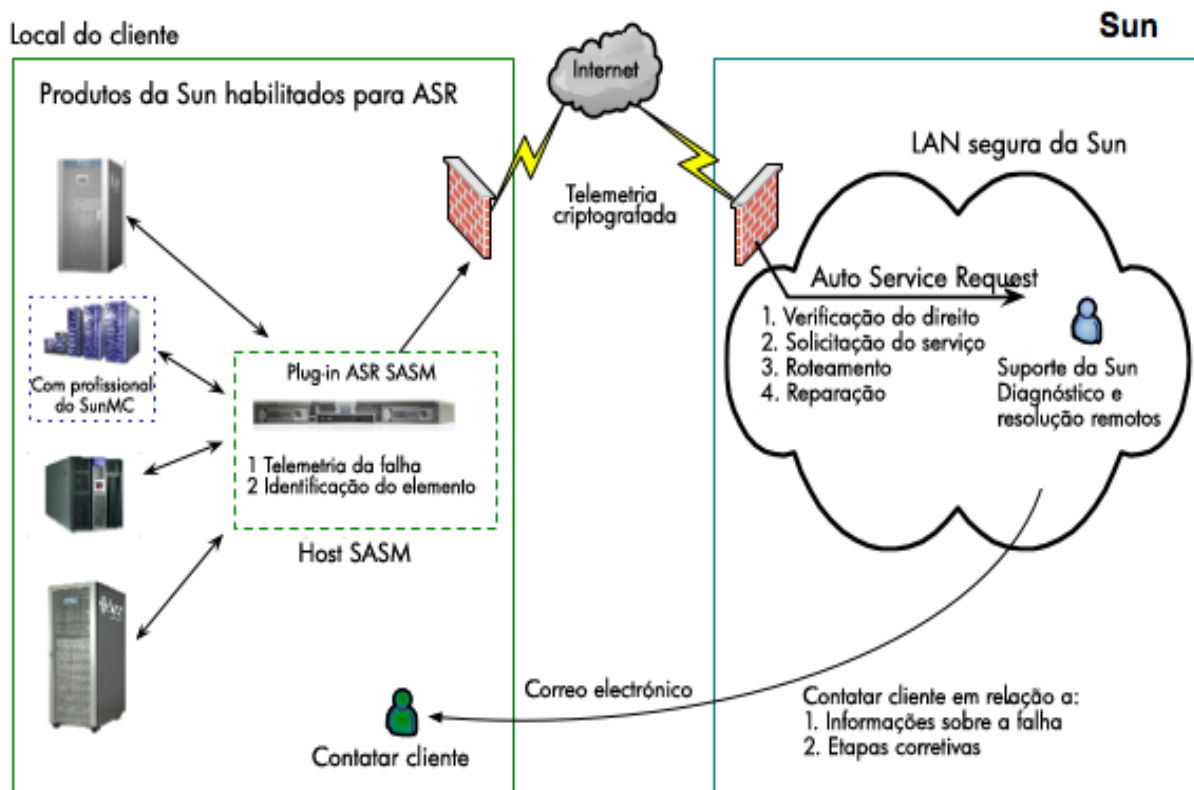 Sun
Local do cliente
Produtos da Sun habilitados para ASR
Internet
Telemetria
criptografada
LAN segura da Sun
Auto Service Request
1. Verificação do direito
2. Solicitação do serviço
3. Roteamento
4. Reparação
Suporte da Sun
Diagnóstico e
resolução remotos
Com profissional
do SunMC
Plug-in ASR SASM
1 Telemetria da falha
2 Identificação do elemento
Host SASM
Correo electrónico
Contatar cliente
Contatar cliente em relação a:
1. Informações sobre a falha
2. Etapas corretivas